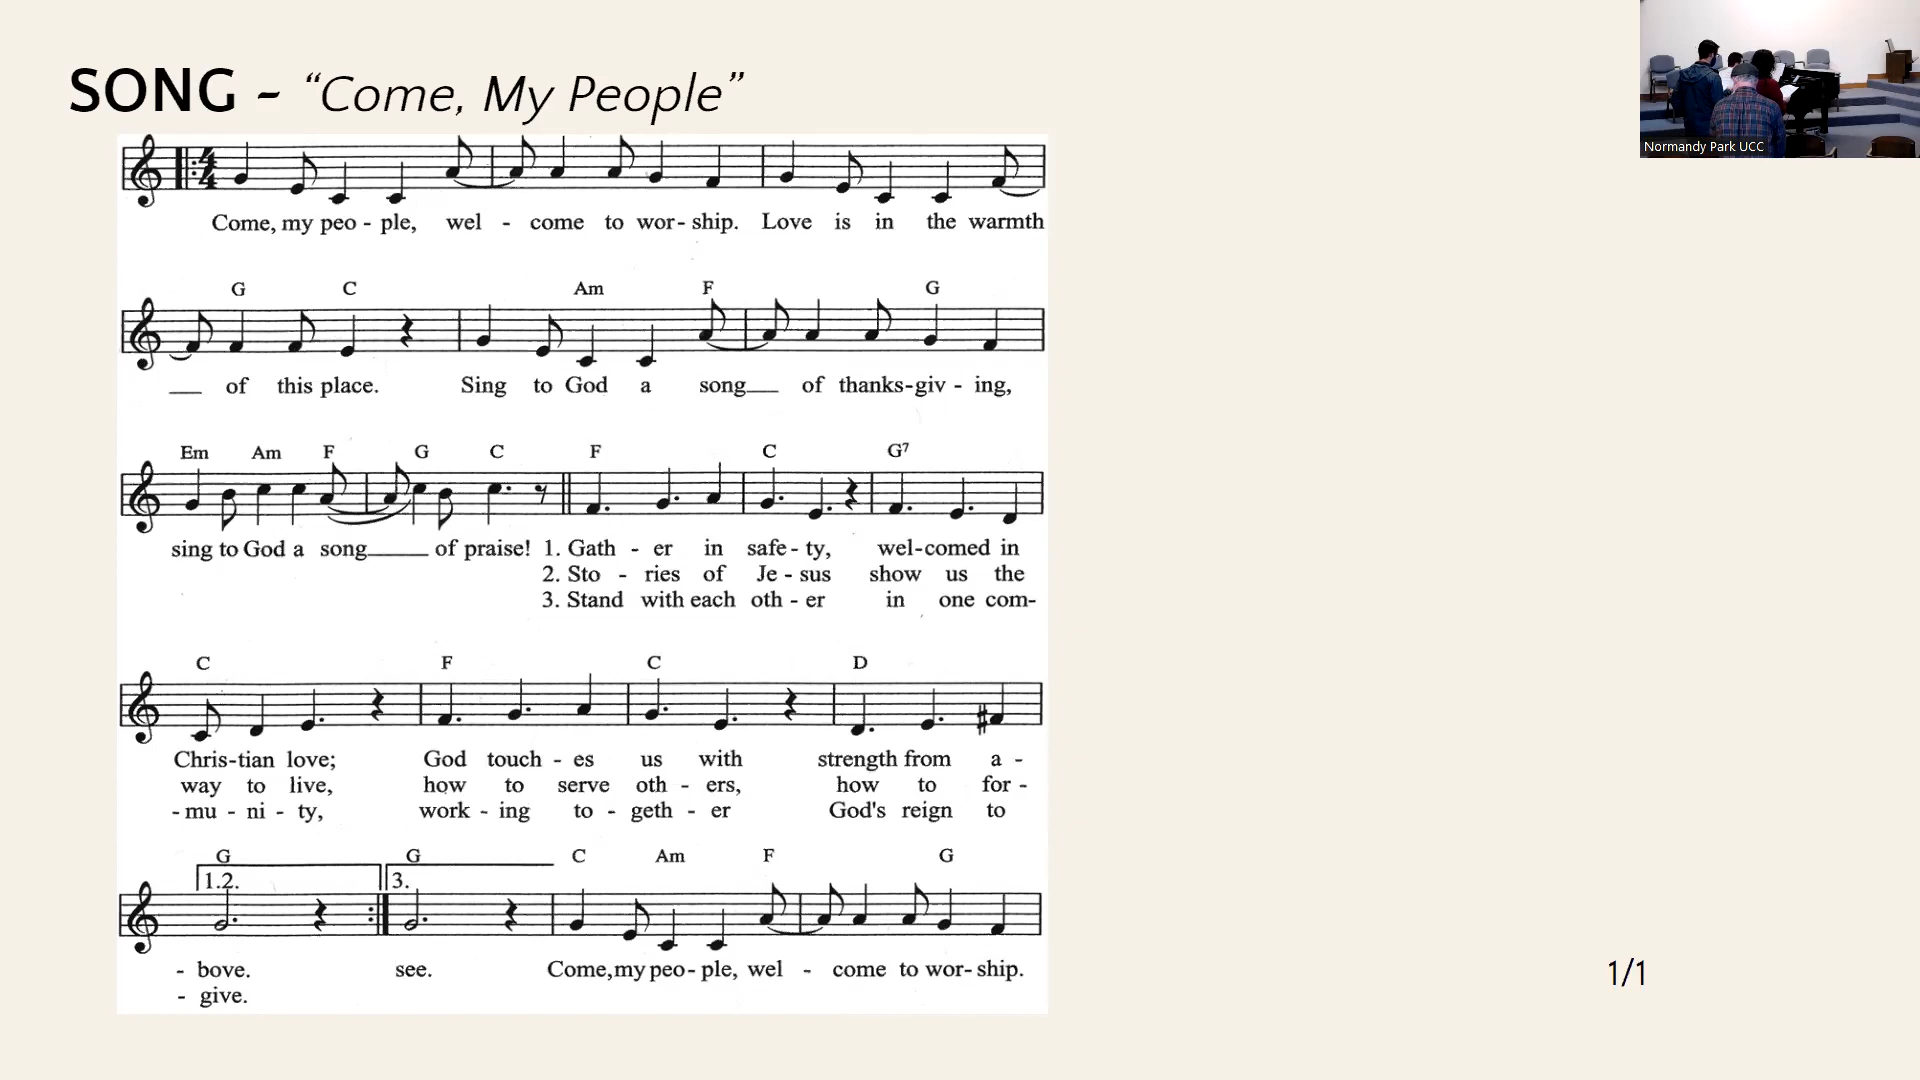 SONG ~ “Come, My People”
Normandy Park UCC
4
4
Come, my peo - ple, wel - come to wor - ship. Love is in the warmth
G C Am F G
___ of this place. Sing to God a song___ of thanks-giv - ing,
Em Am F G C F C G7
sing to God a song_____ of praise! 1. Gath - er in safe - ty, wel-comed in
2. Sto - ries of Je - sus show us the
3. Stand with each oth - er in one com-
C F C D
Chris-tian love; God touch - es us with strength from a -
way to live, how to serve oth - ers, how to for -
- mu - ni - ty, work - ing to - geth - er God's reign to
G G C Am F G
1.2. 3.
- bove. see. Come, my peo - ple, wel - come to wor - ship.
- give.
1/1